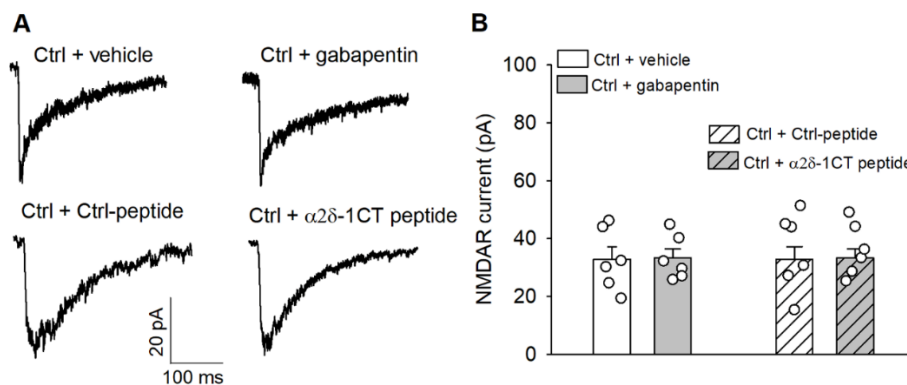 A
Ctrl + vehicle
Ctrl + gabapentin
Ctrl + Ctrl-peptide
Ctrl + α2δ-1CT peptide
20 pA
100 ms
B
NMDAR current (pA)
100
80
60
40
20
0
Ctrl + vehicle
Ctrl + gabapentin
Ctrl + Ctrl-peptide
Ctrl + α2δ-1CT peptide